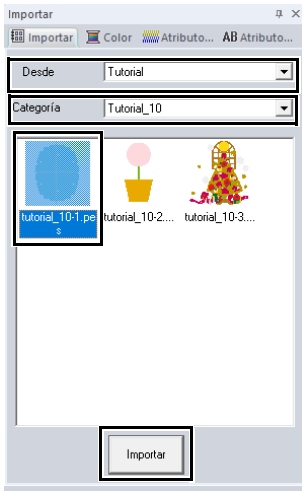 Importar
Importar Color Atributo... AB Atributo...
Desde Tutorial
Categoría Tutorial_10
tutorial_10-1.pe
s
tutorial_10-2.... tutorial_10-3....
Importar